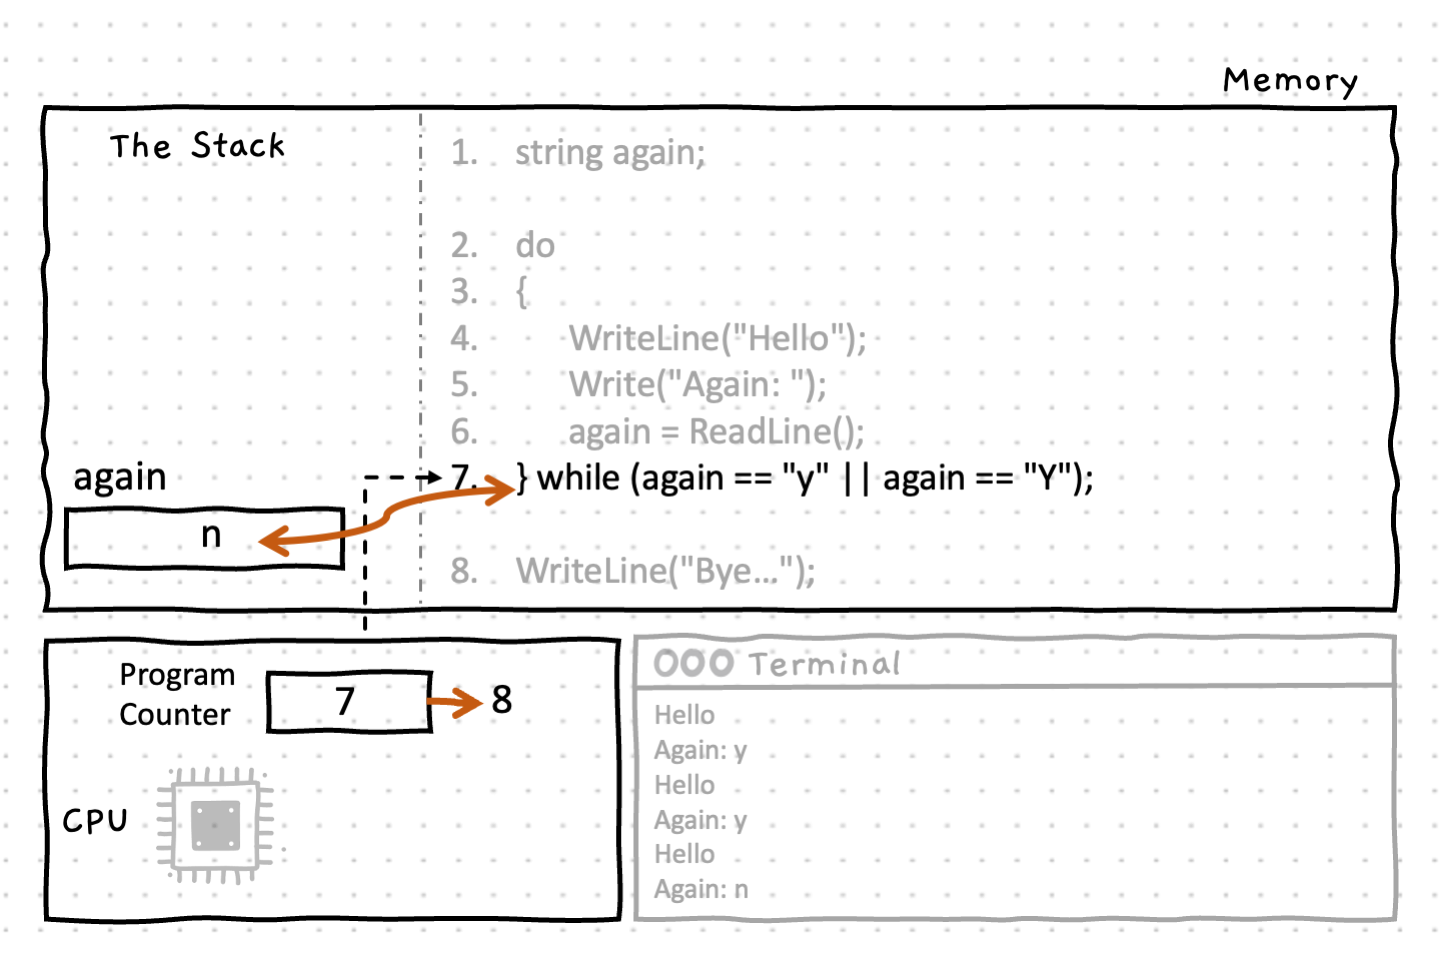 Memory
The Stack
1. string again;
2. do
3. {
4. WriteLine("Hello");
5. Write("Again: ");
6. again = ReadLine();
again
7. } while (again == "y" || again == "Y");
n
8. WriteLine("Bye...");
Program
Counter
7
8
CPU
Terminal
Hello
Again: y
Hello
Again: y
Hello
Again: n